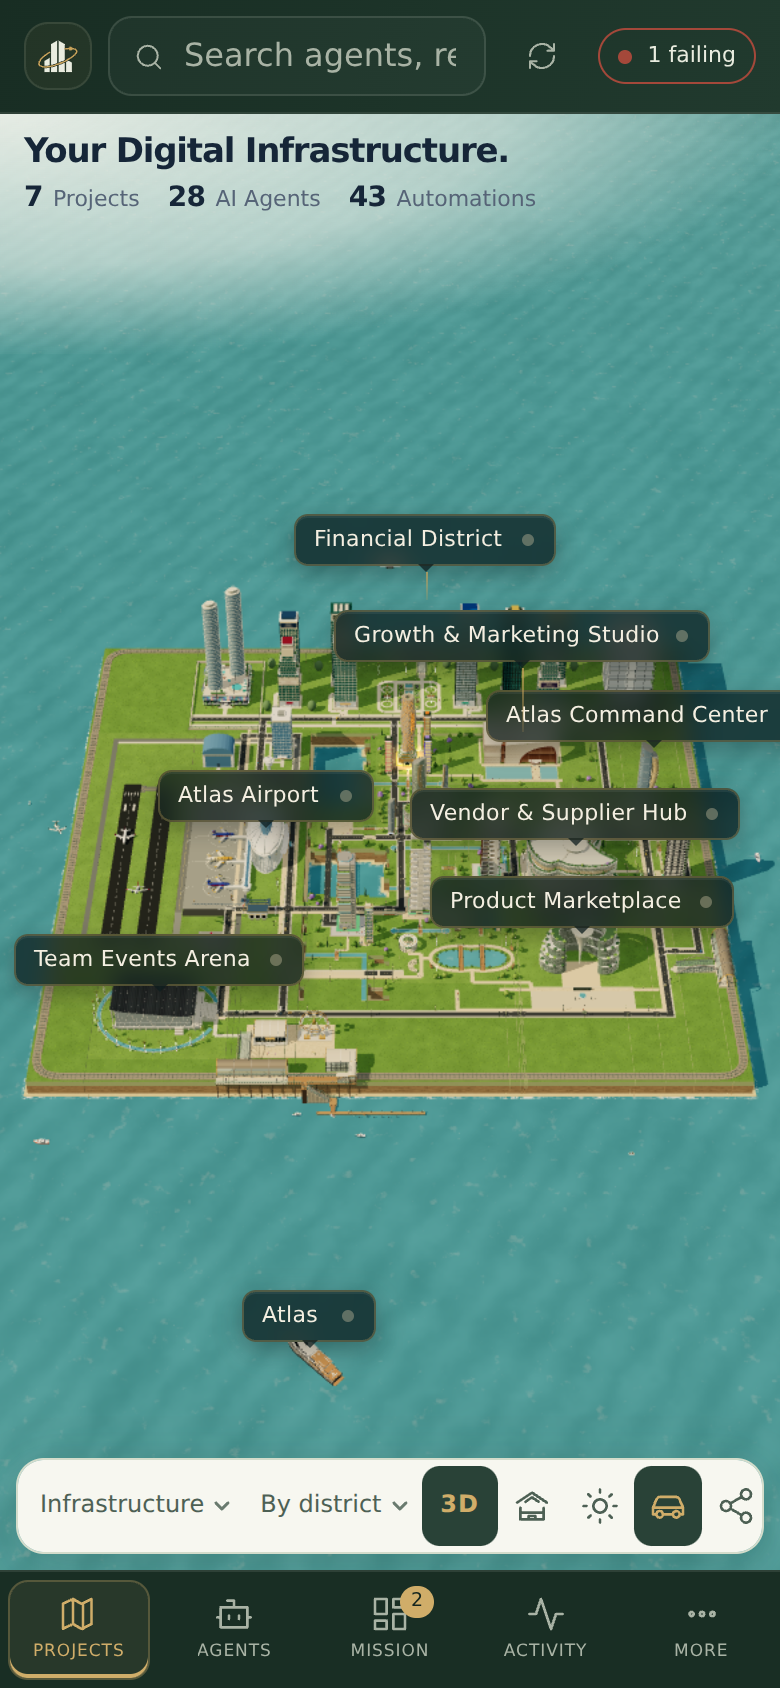 Search agents, re
1 failing
Your Digital Infrastructure.
7 Projects 28 AI Agents 43 Automations
Financial District
Growth & Marketing Studio
Atlas Command Center
Atlas Airport
Vendor & Supplier Hub
Product Marketplace
Team Events Arena
Atlas
Infrastructure By district 3D
2
PROJECTS AGENTS MISSION ACTIVITY MORE